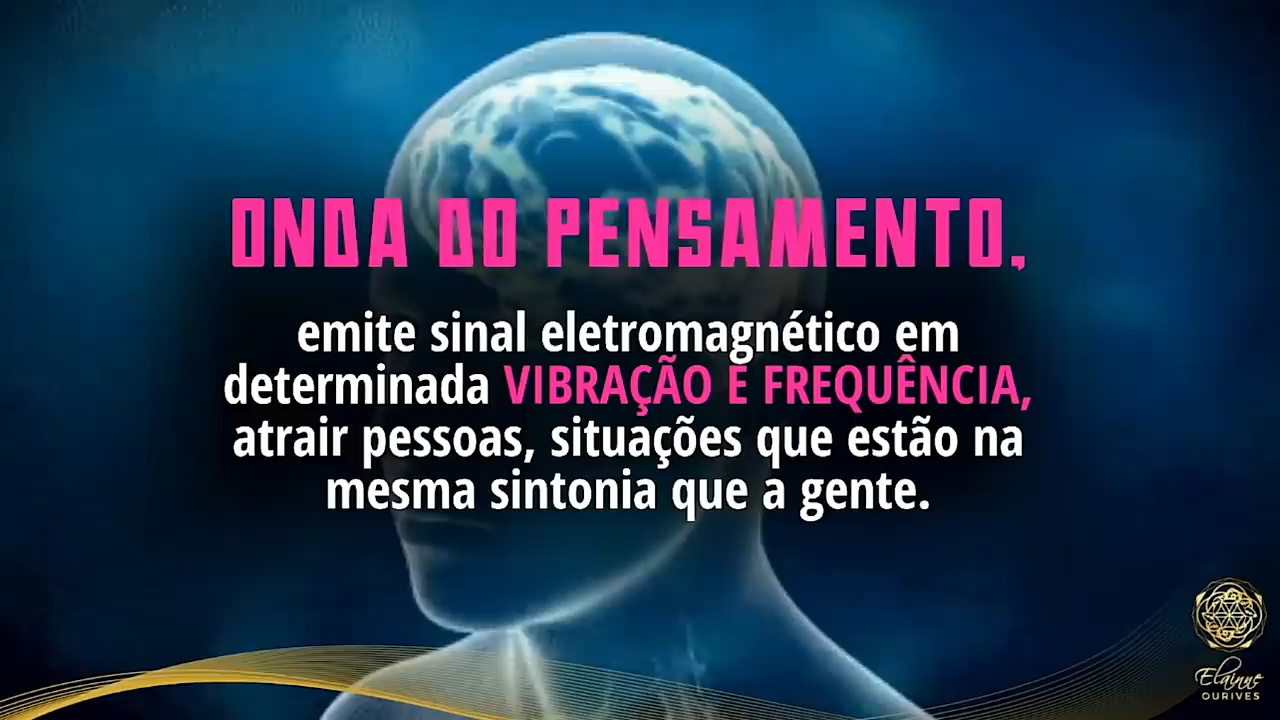 ONDA DO PENSAMENTO,
emite sinal eletromagnético em
determinada VIBRAÇÃO E FREQUÊNCIA,
atrair pessoas, situações que estão na
mesma sintonia que a gente.
Elainne
OURIVES